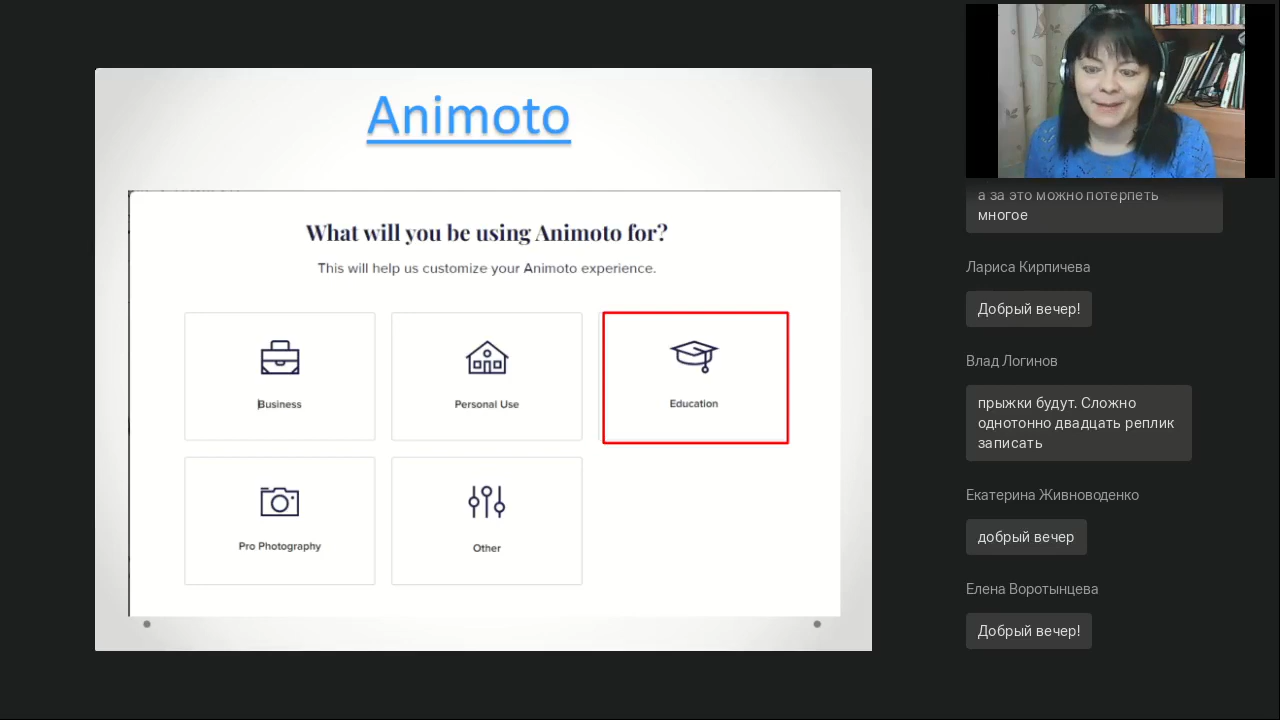 Animoto
What will you be using Animoto for?
This will help us customize your Animoto experience.
Business
Personal Use
Education
Pro Photography
Other
а за это можно потерпеть
многое
Лариса Кирпичева
Добрый вечер!
Влад Логинов
прыжки будут. Сложно
однотонно двадцать реплик
записать
Екатерина Живноводенко
добрый вечер
Елена Воротынцева
Добрый вечер!